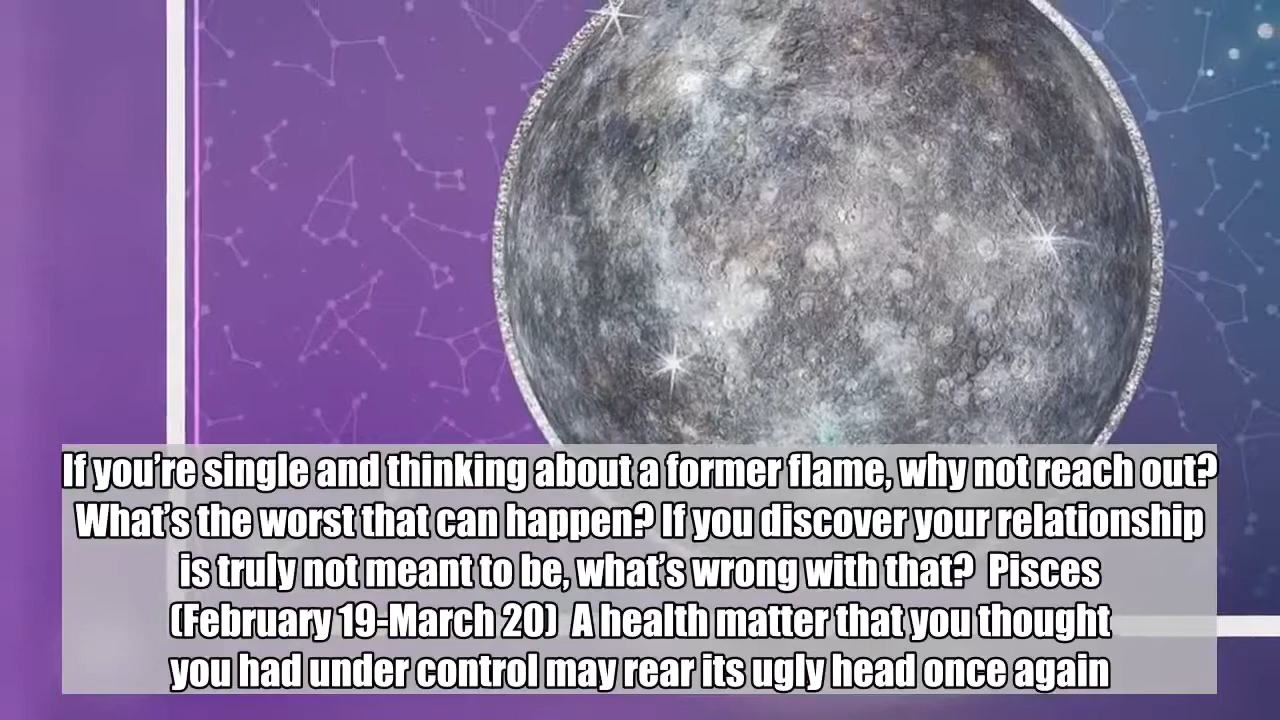 If you’re single and thinking about a former flame, why not reach out?
What’s the worst that can happen? If you discover your relationship
is truly not meant to be, what’s wrong with that?  Pisces
(February 19-March 20)  A health matter that you thought
you had under control may rear its ugly head once again